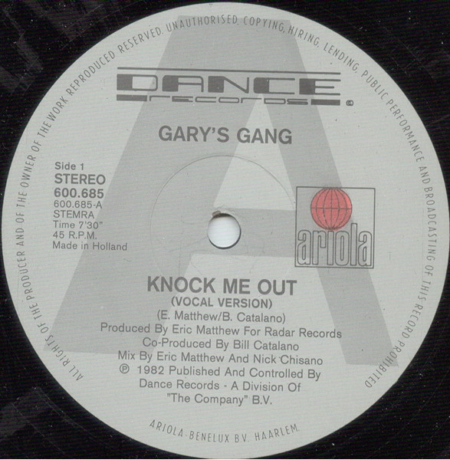 ALL RIGHTS OF THE PRODUCER AND OF THE OWNER OF THE WORK REPRODUCED RESERVED UNAUTHORISED COPYING, HIRING, LENDING, PUBLIC PERFORMANCE AND BROADCASTING OF THIS RECORD PROHIBITED
DANCE
records
GARY'S GANG
Side 1
STEREO
600.685
600.685-A
STEMRA
Time 7'30"
45 R.P.M.
Made in Holland
ariola
KNOCK ME OUT
(VOCAL VERSION)
(E. Matthew/B. Catalano)
Produced By Eric Matthew For Radar Records
Co-Produced By Bill Catalano
Mix By Eric Matthew And Nick Chisano
Ⓟ 1982 Published And Controlled By
Dance Records - A Division Of
"The Company" B.V.
ARIOLA-BENELUX B.V. HAARLEM.